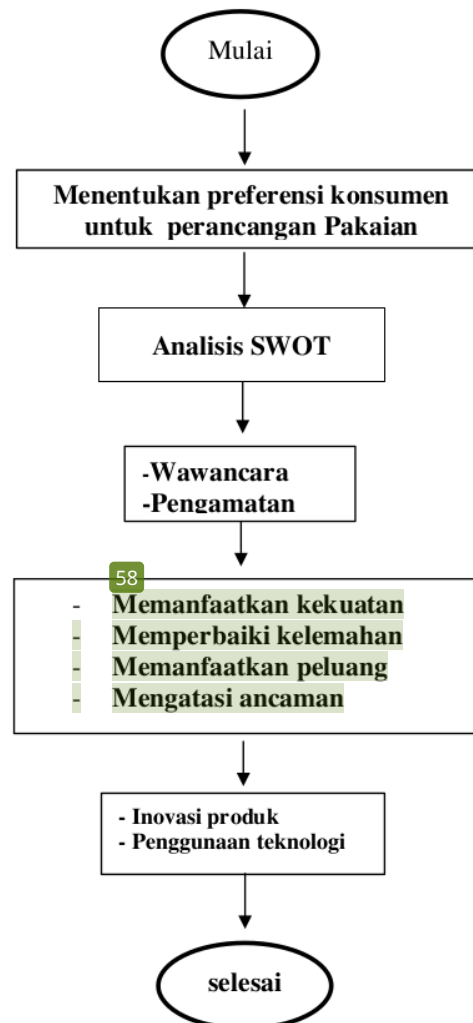 Mulai
Menentukan preferensi konsumen
untuk perancangan Pakaian
Analisis SWOT
-Wawancara
-Pengamatan
58
- Memanfaatkan kekuatan
- Memperbaiki kelemahan
- Memanfaatkan peluang
- Mengatasi ancaman
- Inovasi produk
- Penggunaan teknologi
selesai